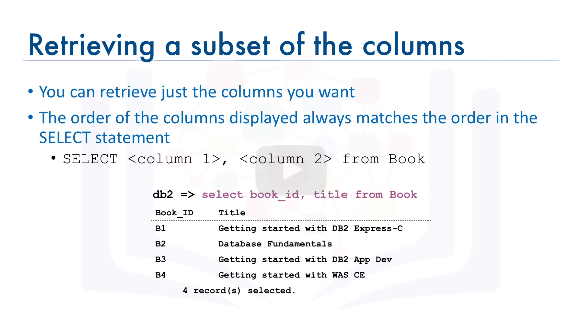 Retrieving a subset of the columns
• You can retrieve just the columns you want
• The order of the columns displayed always matches the order in the
SELECT statement
• SELECT <column 1>, <column 2> from Book
db2 => select book_id, title from Book
Book_ID Title
B1 Getting started with DB2 Express-C
B2 Database Fundamentals
B3 Getting started with DB2 App Dev
B4 Getting started with WAS CE
4 record(s) selected.